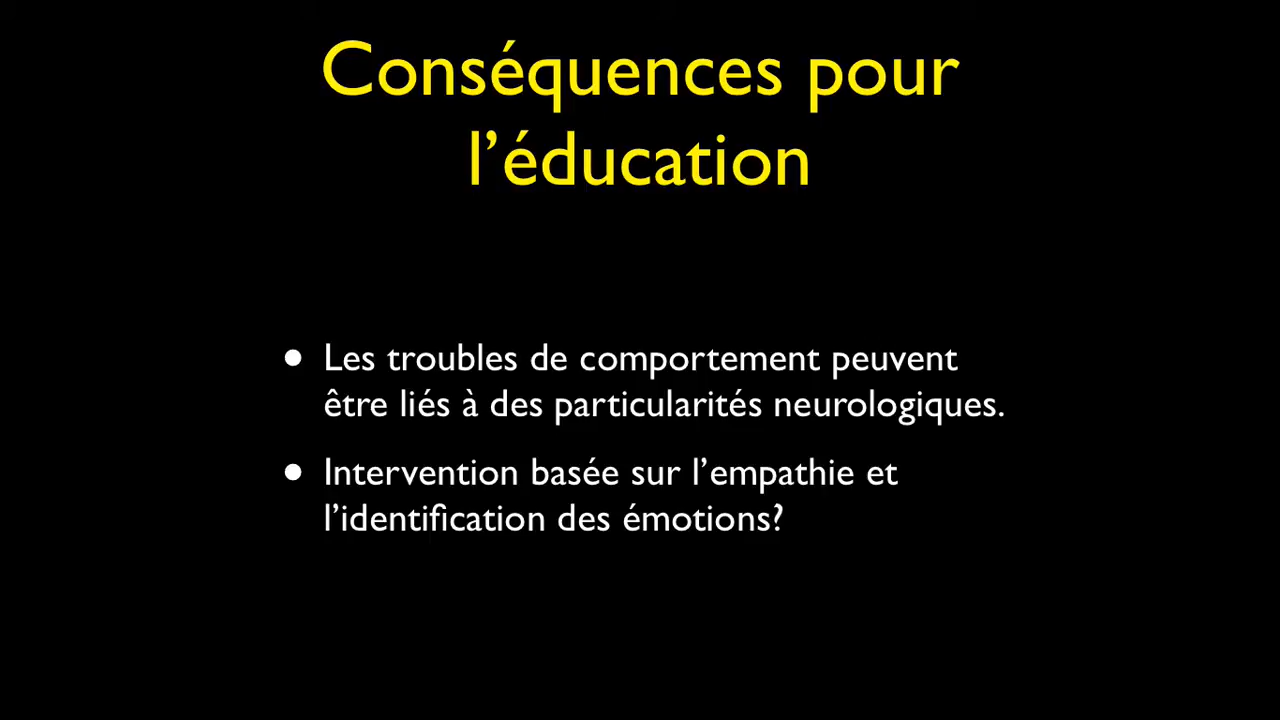 Conséquences pour
l’éducation
• Les troubles de comportement peuvent
être liés à des particularités neurologiques.
• Intervention basée sur l’empathie et
l’identification des émotions?